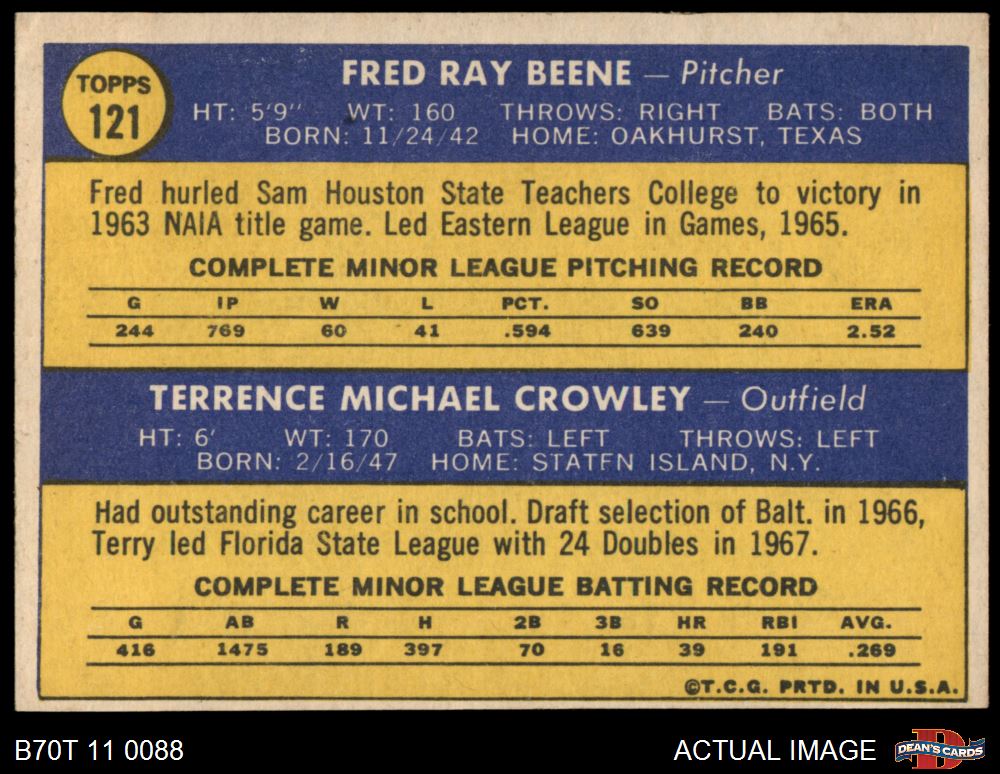 TOPPS
121
FRED RAY BEENE — Pitcher
HT: 5'9" WT: 160 THROWS: RIGHT BATS: BOTH
BORN: 11/24/42 HOME: OAKHURST, TEXAS
Fred hurled Sam Houston State Teachers College to victory in
1963 NAIA title game. Led Eastern League in Games, 1965.
COMPLETE MINOR LEAGUE PITCHING RECORD
G IP W L PCT. SO BB ERA
244 769 60 41 .594 639 240 2.52
TERRENCE MICHAEL CROWLEY — Outfield
HT: 6' WT: 170 BATS: LEFT THROWS: LEFT
BORN: 2/16/47 HOME: STATEN ISLAND, N.Y.
Had outstanding career in school. Draft selection of Balt. in 1966,
Terry led Florida State League with 24 Doubles in 1967.
COMPLETE MINOR LEAGUE BATTING RECORD
G AB R H 2B 3B HR RBI AVG.
416 1475 189 397 70 16 39 191 .269
©T.C.G. PRTD. IN U.S.A.
B70T 11 0088 ACTUAL IMAGE DEAN'S CARDS